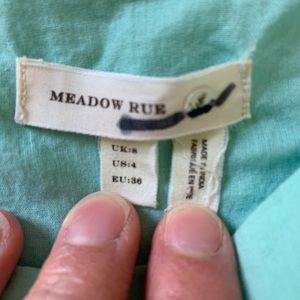 MEADOW RUE
UK:8
US:4
EU:36
MADE IN INDIA